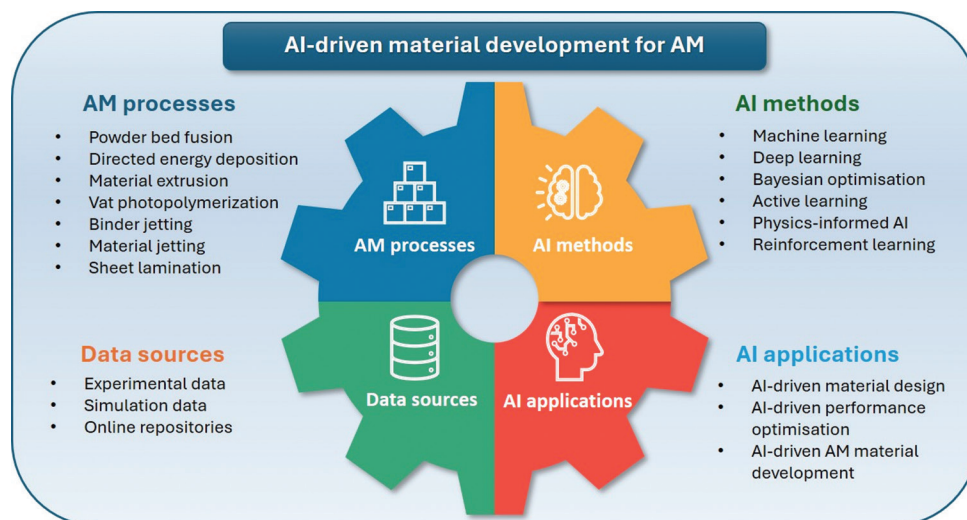 AI-driven material development for AM
AM processes
• Powder bed fusion
• Directed energy deposition
• Material extrusion
• Vat photopolymerization
• Binder jetting
• Material jetting
• Sheet lamination
AI methods
• Machine learning
• Deep learning
• Bayesian optimisation
• Active learning
• Physics-informed AI
• Reinforcement learning
AM processes
AI methods
Data sources
AI applications
Data sources
• Experimental data
• Simulation data
• Online repositories
AI applications
• AI-driven material design
• AI-driven performance
optimisation
• AI-driven AM material
development